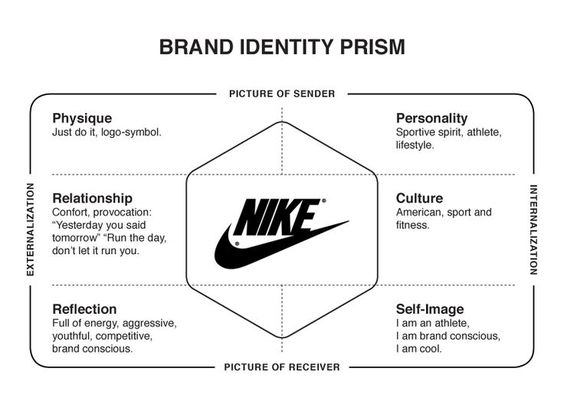 BRAND IDENTITY PRISM
PICTURE OF SENDER
Physique
Just do it, logo-symbol.
Personality
Sportive spirit, athlete,
lifestyle.
EXTERNALIZATION
Relationship
Confort, provocation:
“Yesterday you said
tomorrow” “Run the day,
don’t let it run you.
NIKE®
®
Culture
American, sport and
fitness.
INTERNALIZATION
Reflection
Full of energy, aggressive,
youthful, competitive,
brand conscious.
Self-Image
I am an athlete,
I am brand conscious,
I am cool.
PICTURE OF RECEIVER